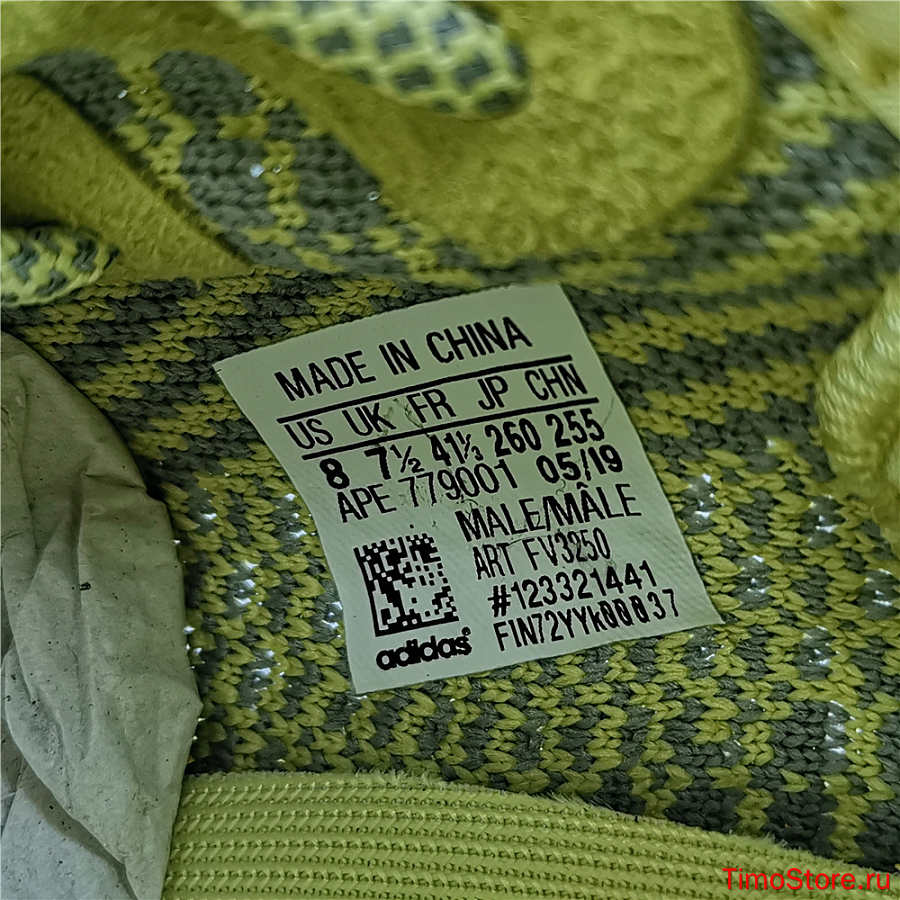 MADE IN CHINA
US UK FR JP CHN
8 7½ 41⅓ 260 255
APE 779001 05/19
MALE/MÂLE
ART FV3250
#123321441
FIN72YYk00037
adidas®
TimoStore.ru